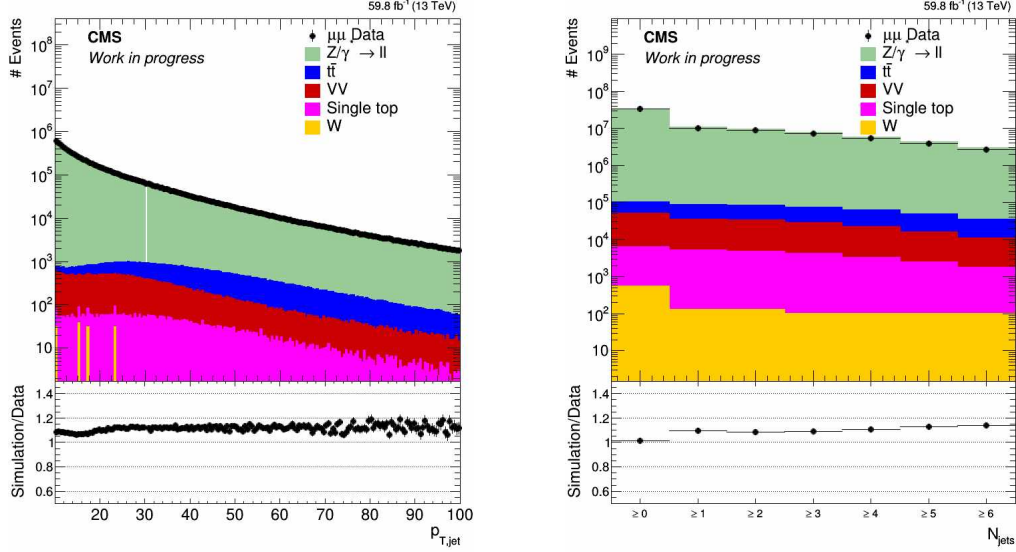 59.8 fb⁻¹ (13 TeV)
# Events
10⁸
10⁷
10⁶
10⁵
10⁴
10³
10²
10
CMS
Work in progress
μμ Data
Z/γ → ll
tt̄
VV
Single top
W
Simulation/Data
1.4
1.2
1
0.8
0.6
20 30 40 50 60 70 80 90 100
p_T,jet
59.8 fb⁻¹ (13 TeV)
# Events
10⁹
10⁸
10⁷
10⁶
10⁵
10⁴
10³
10²
10
CMS
Work in progress
μμ Data
Z/γ → ll
tt̄
VV
Single top
W
Simulation/Data
1.4
1.2
1
0.8
0.6
≥ 0 ≥ 1 ≥ 2 ≥ 3 ≥ 4 ≥ 5 ≥ 6
N_jets